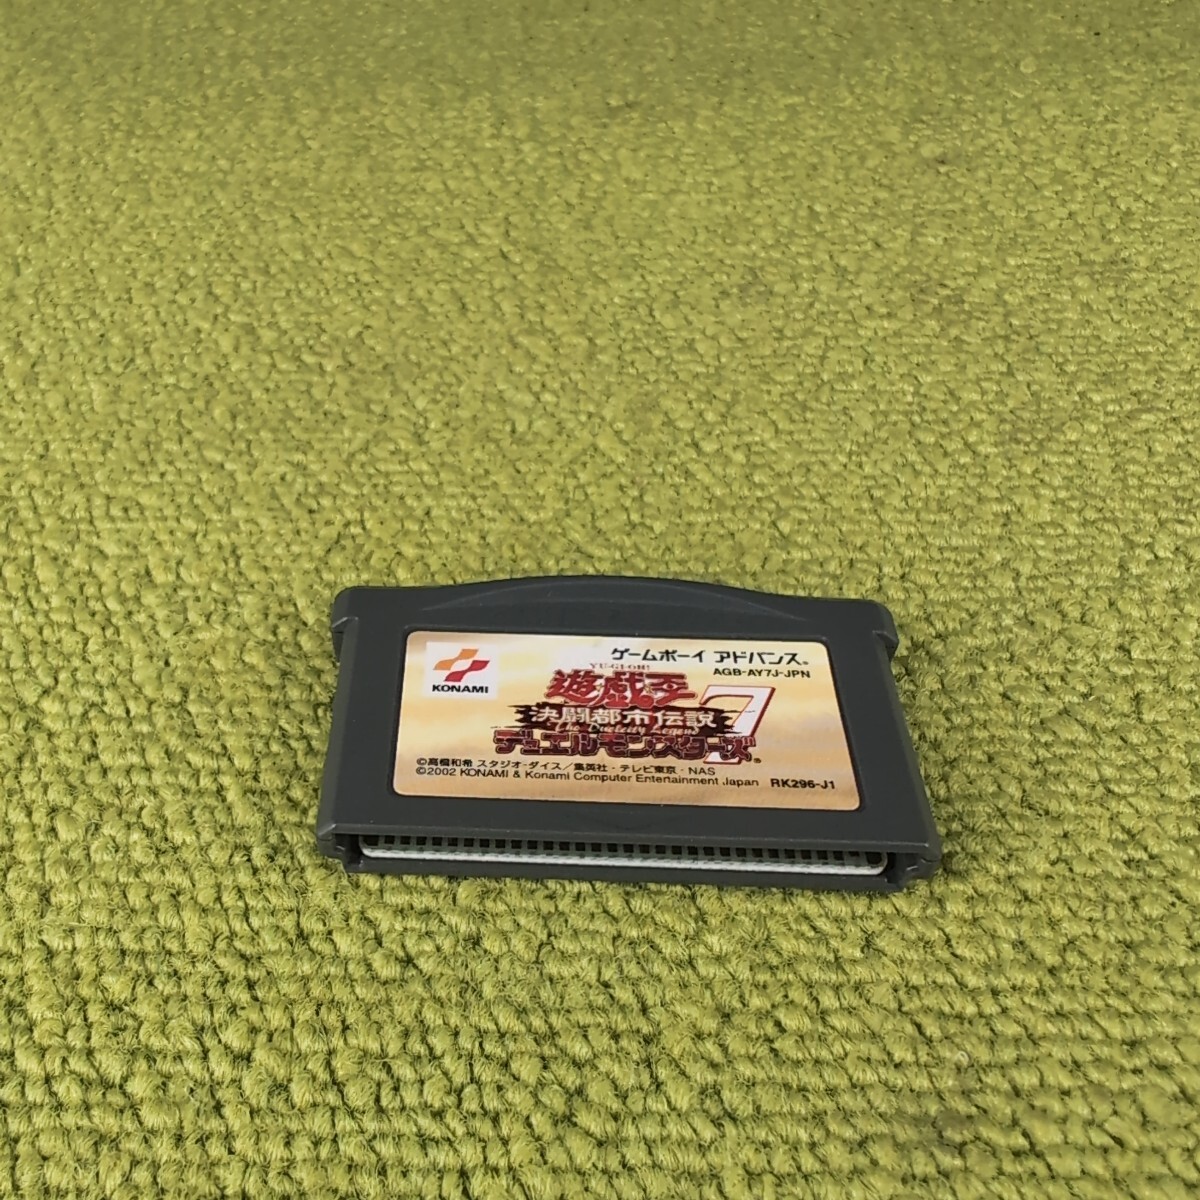 ゲームボーイ アドバンス®
AGB-AY7J-JPN
KONAMI
YU-GI-OH!
遊戯王
決闘都市伝説
7
The Duelcity Legend
デュエルモンスターズ®
©高橋和希 スタジオ・ダイス／集英社・テレビ東京・NAS
©2002 KONAMI & Konami Computer Entertainment Japan RK296-J1